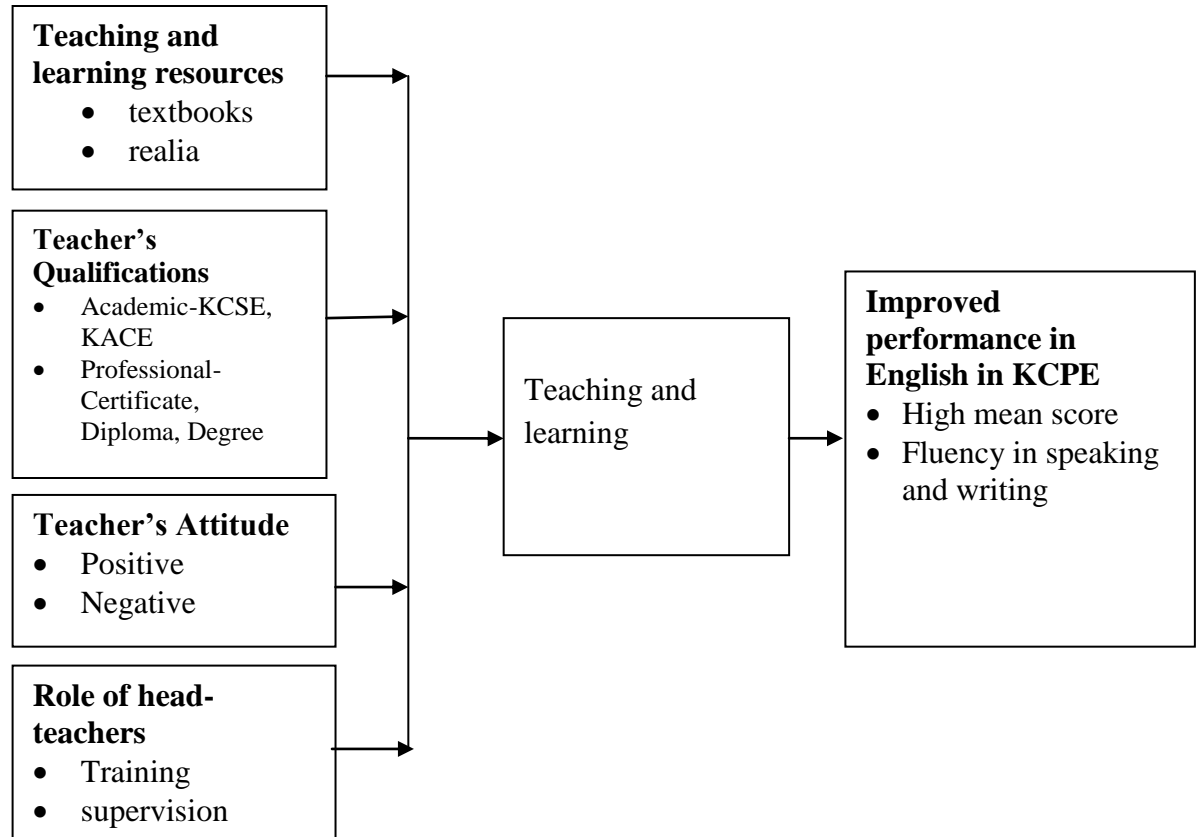 Teaching and
learning resources
• textbooks
• realia
Teacher’s
Qualifications
• Academic-KCSE,
KACE
• Professional-
Certificate,
Diploma, Degree
Teacher’s Attitude
• Positive
• Negative
Role of head-
teachers
• Training
• supervision
Teaching and
learning
Improved
performance in
English in KCPE
• High mean score
• Fluency in speaking
and writing